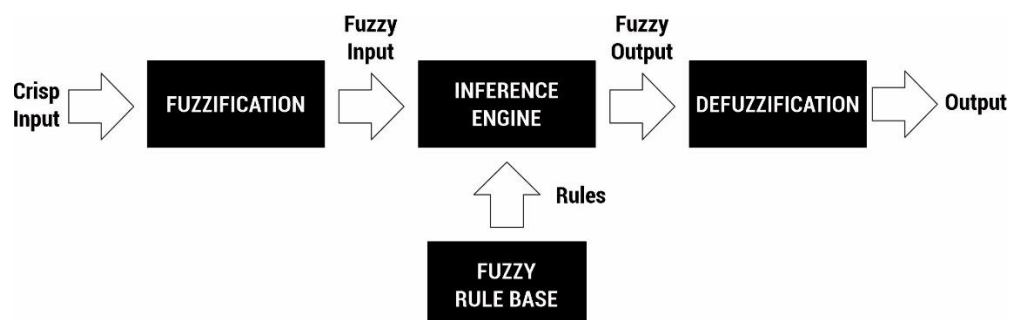 Crisp
Input
FUZZIFICATION
Fuzzy
Input
INFERENCE
ENGINE
Fuzzy
Output
DEFUZZIFICATION
Output
Rules
FUZZY
RULE BASE